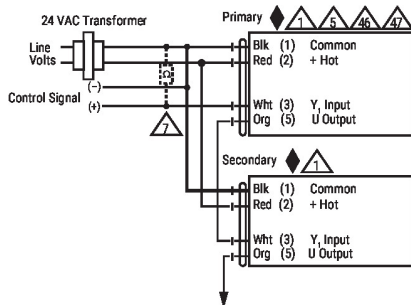 24 VAC Transformer
Primary 1 5 46 47
Line
Volts
Blk (1) Common
Red (2) + Hot
Ω
(−)
Control Signal
(+)
Wht (3) Y1 Input
Org (5) U Output
7
Secondary 1
Blk (1) Common
Red (2) + Hot
Wht (3) Y1 Input
Org (5) U Output